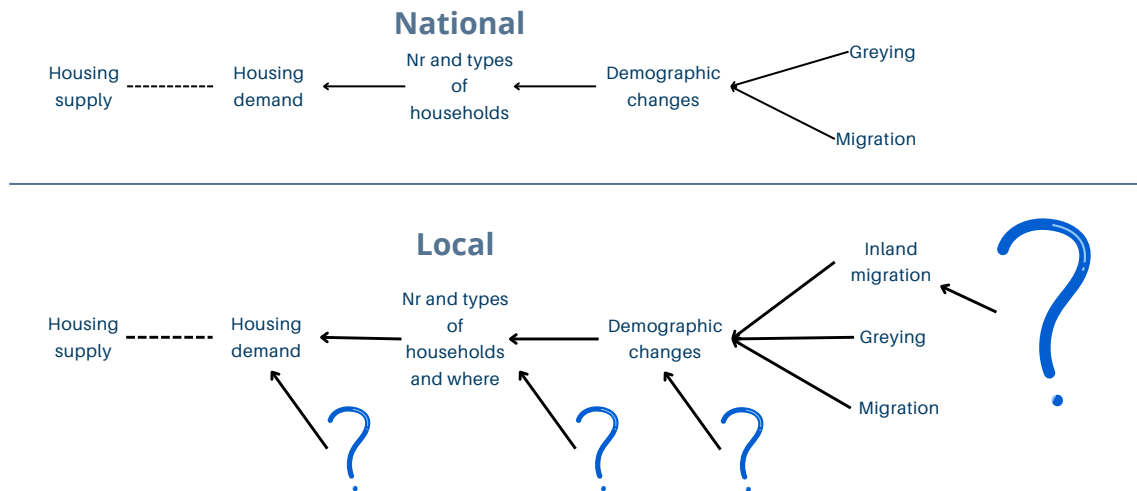 National
Housing
supply
Housing
demand
Nr and types
of
households
Demographic
changes
Greying
Migration
Local
Housing
supply
Housing
demand
Nr and types
of
households
and where
Demographic
changes
Inland
migration
Greying
Migration
?
?
?
?